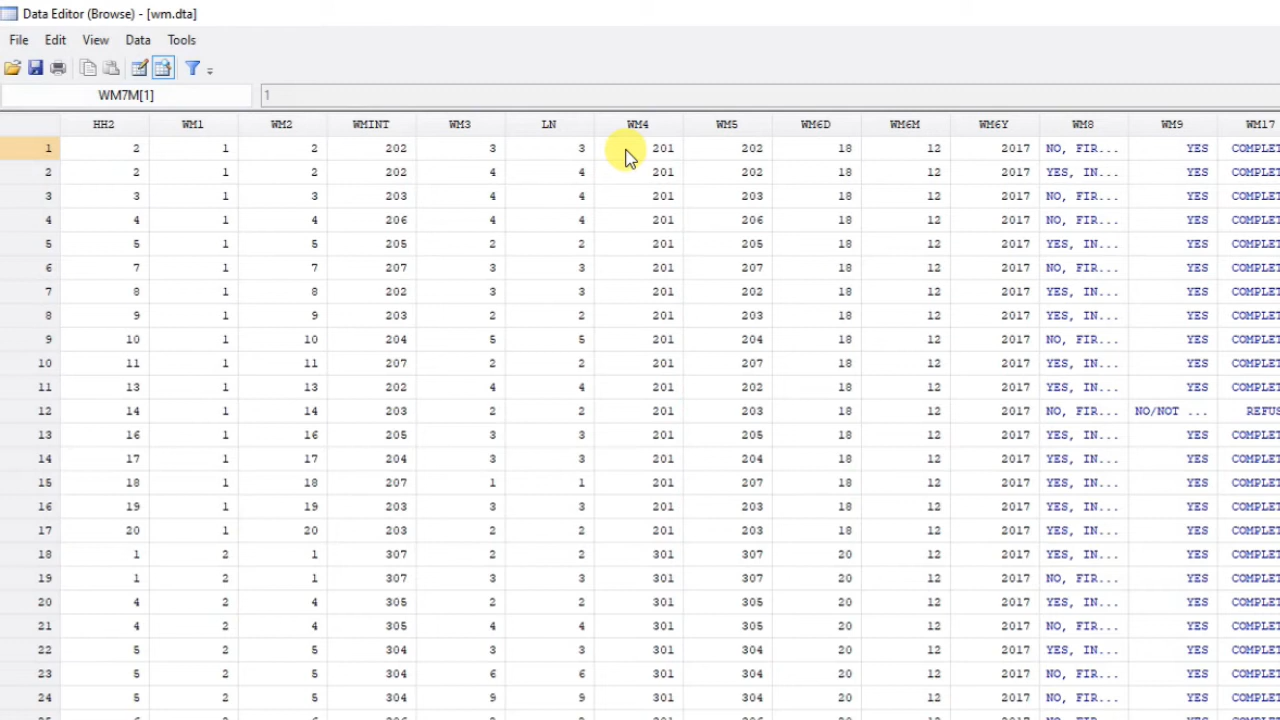 Data Editor (Browse) - [wm.dta]
File Edit View Data Tools
WM7M[1] 1
HH2 WM1 WM2 WMINT WM3 LN WM4 WM5 WM6D WM6M WM6Y WM8 WM9 WM17
1 2 1 2 202 3 3 201 202 18 12 2017 NO, FIR... YES COMPLET
2 2 1 2 202 4 4 201 202 18 12 2017 YES, IN... YES COMPLET
3 3 1 3 203 4 4 201 203 18 12 2017 NO, FIR... YES COMPLET
4 4 1 4 206 4 4 201 206 18 12 2017 NO, FIR... YES COMPLET
5 5 1 5 205 2 2 201 205 18 12 2017 YES, IN... YES COMPLET
6 7 1 7 207 3 3 201 207 18 12 2017 NO, FIR... YES COMPLET
7 8 1 8 202 3 3 201 202 18 12 2017 YES, IN... YES COMPLET
8 9 1 9 203 2 2 201 203 18 12 2017 YES, IN... YES COMPLET
9 10 1 10 204 5 5 201 204 18 12 2017 NO, FIR... YES COMPLET
10 11 1 11 207 2 2 201 207 18 12 2017 YES, IN... YES COMPLET
11 13 1 13 202 4 4 201 202 18 12 2017 YES, IN... YES COMPLET
12 14 1 14 203 2 2 201 203 18 12 2017 NO, FIR... NO/NOT ... REFUS
13 16 1 16 205 3 3 201 205 18 12 2017 YES, IN... YES COMPLET
14 17 1 17 204 3 3 201 204 18 12 2017 YES, IN... YES COMPLET
15 18 1 18 207 1 1 201 207 18 12 2017 YES, IN... YES COMPLET
16 19 1 19 203 3 3 201 203 18 12 2017 YES, IN... YES COMPLET
17 20 1 20 203 2 2 201 203 18 12 2017 YES, IN... YES COMPLET
18 1 2 1 307 2 2 301 307 20 12 2017 YES, IN... YES COMPLET
19 1 2 1 307 3 3 301 307 20 12 2017 NO, FIR... YES COMPLET
20 4 2 4 305 2 2 301 305 20 12 2017 YES, IN... YES COMPLET
21 4 2 4 305 4 4 301 305 20 12 2017 NO, FIR... YES COMPLET
22 5 2 5 304 3 3 301 304 20 12 2017 YES, IN... YES COMPLET
23 5 2 5 304 6 6 301 304 20 12 2017 NO, FIR... YES COMPLET
24 5 2 5 304 9 9 301 304 20 12 2017 NO, FIR... YES COMPLET